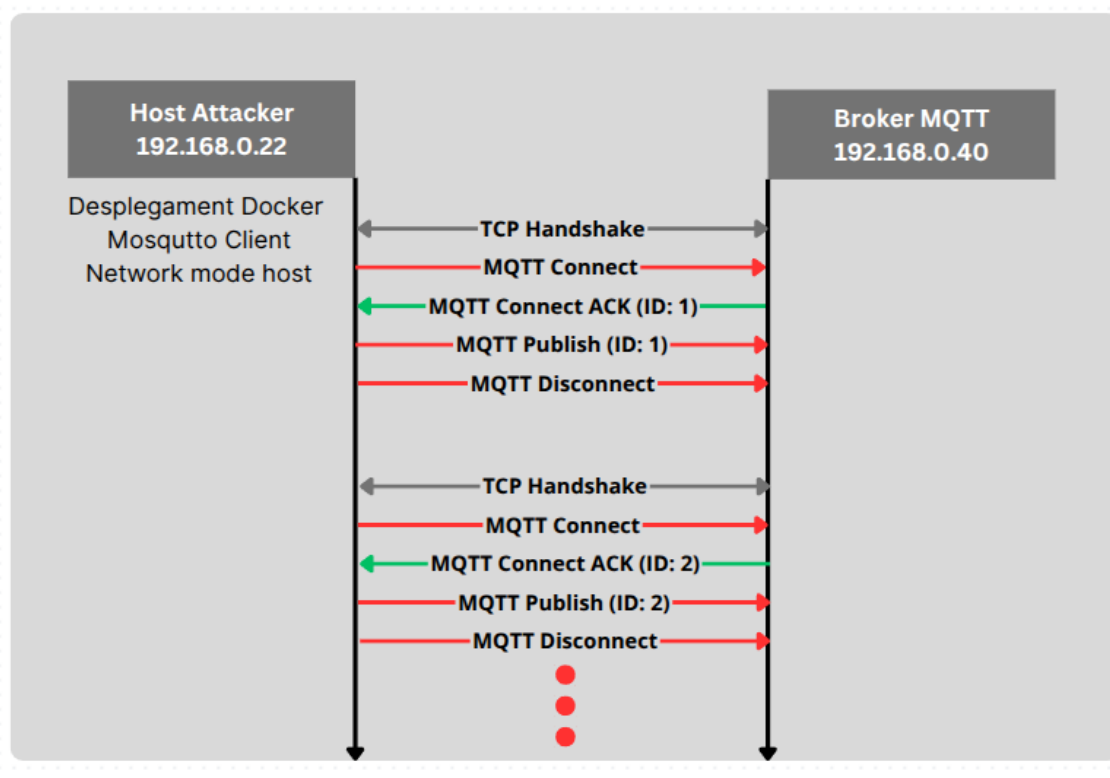 Host Attacker
192.168.0.22
Broker MQTT
192.168.0.40
Desplegament Docker
Mosqutto Client
Network mode host
TCP Handshake
MQTT Connect
MQTT Connect ACK (ID: 1)
MQTT Publish (ID: 1)
MQTT Disconnect
TCP Handshake
MQTT Connect
MQTT Connect ACK (ID: 2)
MQTT Publish (ID: 2)
MQTT Disconnect